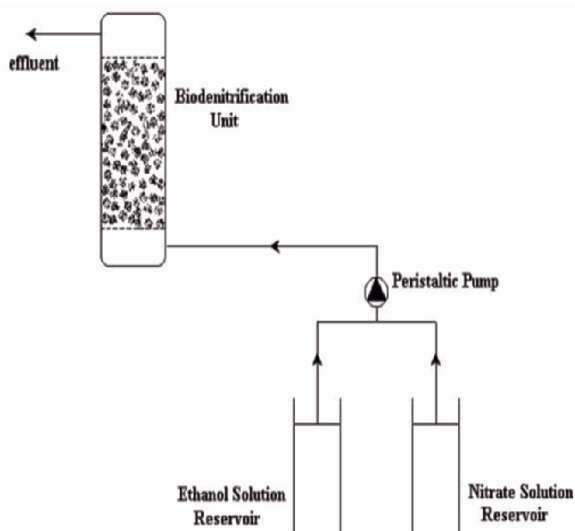 effluent
Biodenitrification
Unit
Peristaltic Pump
Ethanol Solution
Reservoir
Nitrate Solution
Reservoir